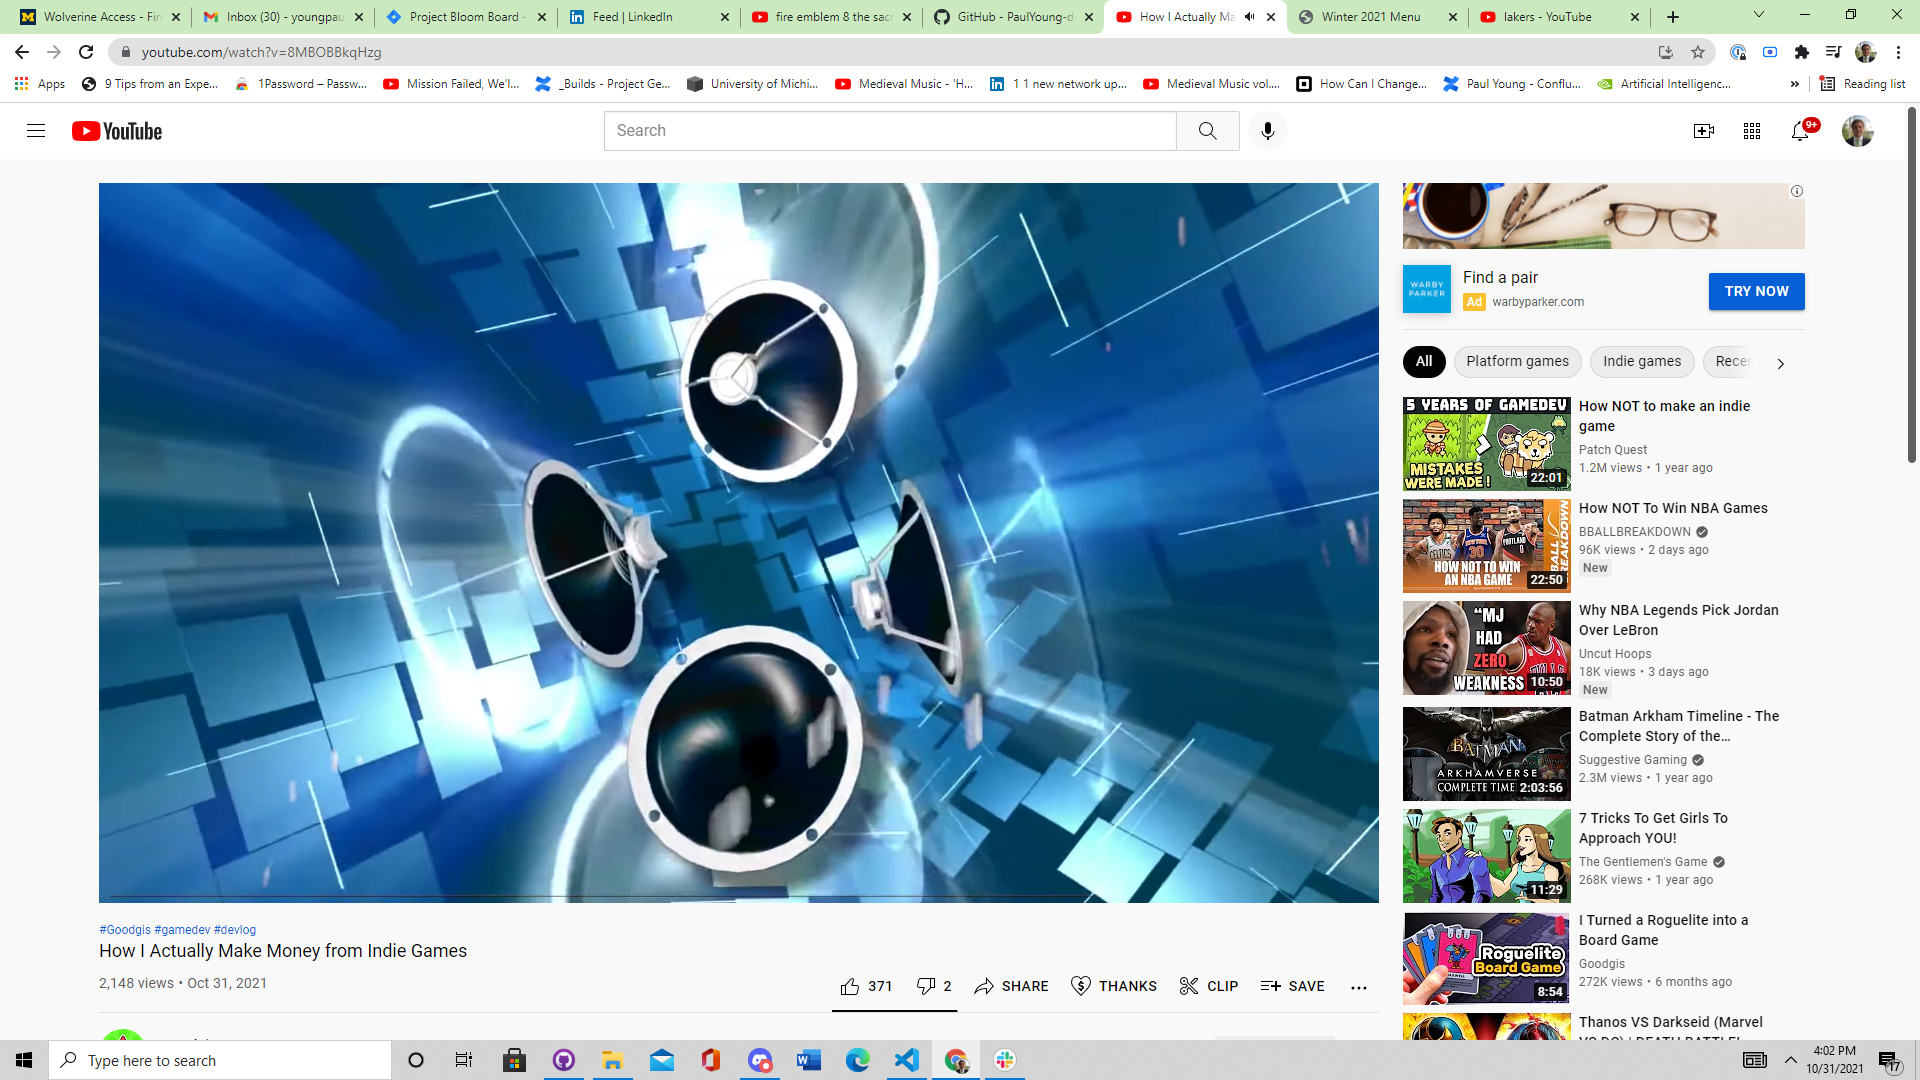 Wolverine Access - Fin
Inbox (30) - youngpau
Project Bloom Board -
Feed | LinkedIn
fire emblem 8 the sacr
GitHub - PaulYoung-d
How I Actually Ma
Winter 2021 Menu
lakers - YouTube
youtube.com/watch?v=8MBOBBkqHzg
Apps
9 Tips from an Expe...
1Password – Passw...
Mission Failed, We'l...
_Builds - Project Ge...
University of Michi...
Medieval Music - 'H...
1 1 new network up...
Medieval Music vol....
How Can I Change...
Paul Young - Conflu...
Artificial Intelligenc...
»
Reading list
YouTube
Search
9+
WARBY
PARKER
Find a pair
Ad warbyparker.com
TRY NOW
All
Platform games
Indie games
Recen
5 YEARS OF GAMEDEV
MISTAKES
WERE MADE!
22:01
How NOT to make an indie
game
Patch Quest
1.2M views • 1 year ago
CELTICS
30
PORTLAND
0
HOW NOT TO WIN
AN NBA GAME
BALL
BREAKDOWN
22:50
How NOT To Win NBA Games
BBALLBREAKDOWN
96K views • 2 days ago
New
“MJ
HAD
ZERO
WEAKNESS
10:50
Why NBA Legends Pick Jordan
Over LeBron
Uncut Hoops
18K views • 3 days ago
New
BATMAN
ARKHAMVERSE
COMPLETE TIME
2:03:56
Batman Arkham Timeline - The
Complete Story of the...
Suggestive Gaming
2.3M views • 1 year ago
11:29
7 Tricks To Get Girls To
Approach YOU!
The Gentlemen's Game
268K views • 1 year ago
Roguelite
Board Game
8:54
I Turned a Roguelite into a
Board Game
Goodgis
272K views • 6 months ago
Thanos VS Darkseid (Marvel
#Goodgis #gamedev #devlog
How I Actually Make Money from Indie Games
2,148 views • Oct 31, 2021
371
2
SHARE
THANKS
CLIP
SAVE
Type here to search
4:02 PM
10/31/2021
17